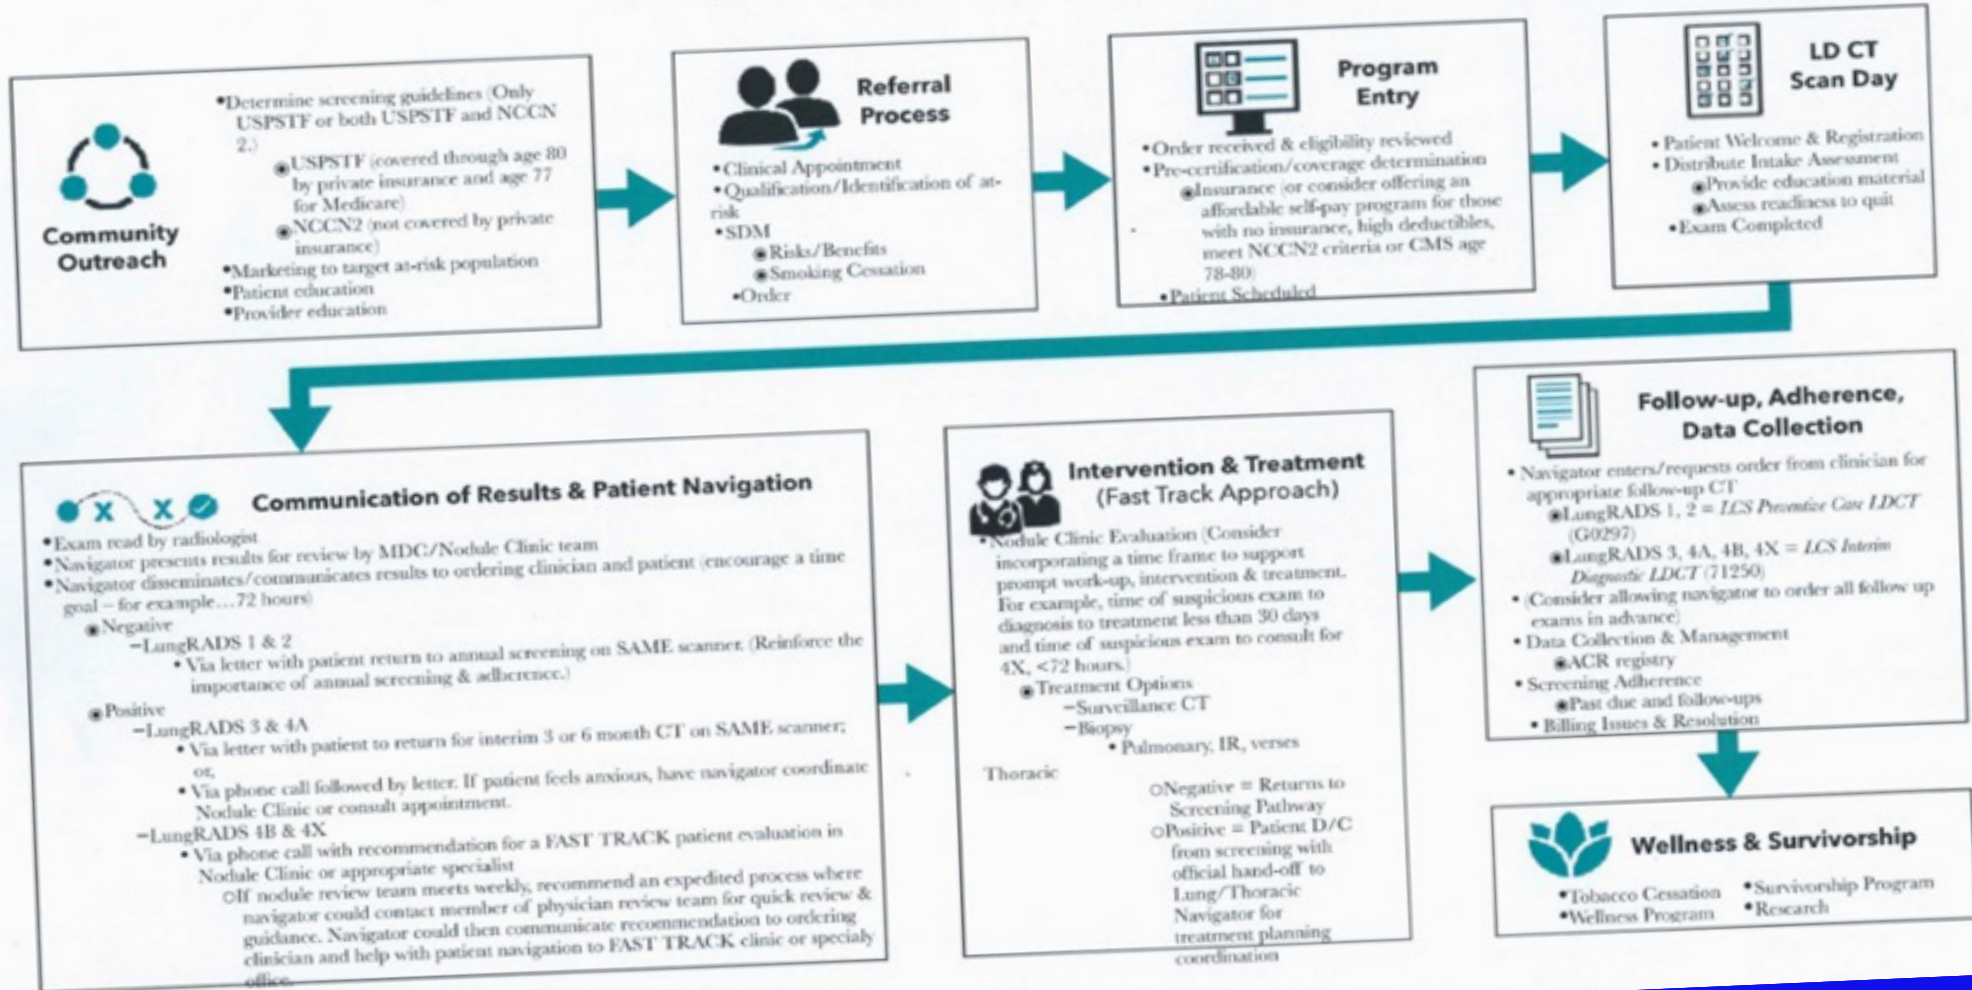 Community
Outreach
•Determine screening guidelines (Only
USPSTF or both USPSTF and NCCN
2.)
◉USPSTF (covered through age 80
by private insurance and age 77
for Medicare)
◉NCCN2 (not covered by private
insurance)
•Marketing to target at-risk population
•Patient education
•Provider education
Referral
Process
•Clinical Appointment
•Qualification/Identification of at-
risk
•SDM
◉Risks/Benefits
◉Smoking Cessation
•Order
Program
Entry
•Order received & eligibility reviewed
•Pre-certification/coverage determination
◉Insurance (or consider offering an
affordable self-pay program for those
with no insurance, high deductibles,
meet NCCN2 criteria or CMS age
78-80)
•Patient Scheduled
LD CT
Scan Day
• Patient Welcome & Registration
• Distribute Intake Assessment
◉Provide education material
◉Assess readiness to quit
•Exam Completed
Communication of Results & Patient Navigation
•Exam read by radiologist
•Navigator presents results for review by MDC/Nodule Clinic team
•Navigator disseminates/communicates results to ordering clinician and patient (encourage a time
goal – for example…72 hours)
◉Negative
–LungRADS 1 & 2
• Via letter with patient return to annual screening on SAME scanner. (Reinforce the
importance of annual screening & adherence.)
◉Positive
–LungRADS 3 & 4A
• Via letter with patient to return for interim 3 or 6 month CT on SAME scanner;
or,
• Via phone call followed by letter. If patient feels anxious, have navigator coordinate
Nodule Clinic or consult appointment.
–LungRADS 4B & 4X
• Via phone call with recommendation for a FAST TRACK patient evaluation in
Nodule Clinic or appropriate specialist
○If nodule review team meets weekly, recommend an expedited process where
navigator could contact member of physician review team for quick review &
guidance. Navigator could then communicate recommendation to ordering
clinician and help with patient navigation to FAST TRACK clinic or specialy
office.
Intervention & Treatment
(Fast Track Approach)
•Nodule Clinic Evaluation (Consider
incorporating a time frame to support
prompt work-up, intervention & treatment.
For example, time of suspicious exam to
diagnosis to treatment less than 30 days
and time of suspicious exam to consult for
4X, <72 hours.)
◉Treatment Options
–Surveillance CT
–Biopsy
• Pulmonary, IR, verses
Thoracic
○Negative = Returns to
Screening Pathway
○Positive = Patient D/C
from screening with
official hand-off to
Lung/Thoracic
Navigator for
treatment planning
coordination
Follow-up, Adherence,
Data Collection
• Navigator enters/requests order from clinician for
appropriate follow-up CT
◉LungRADS 1, 2 = LCS Preventive Care LDCT
(G0297)
◉LungRADS 3, 4A, 4B, 4X = LCS Interim
Diagnostic LDCT (71250)
• (Consider allowing navigator to order all follow up
exams in advance)
• Data Collection & Management
◉ACR registry
• Screening Adherence
◉Past due and follow-ups
• Billing Issues & Resolution
Wellness & Survivorship
•Tobacco Cessation
•Wellness Program
•Survivorship Program
•Research